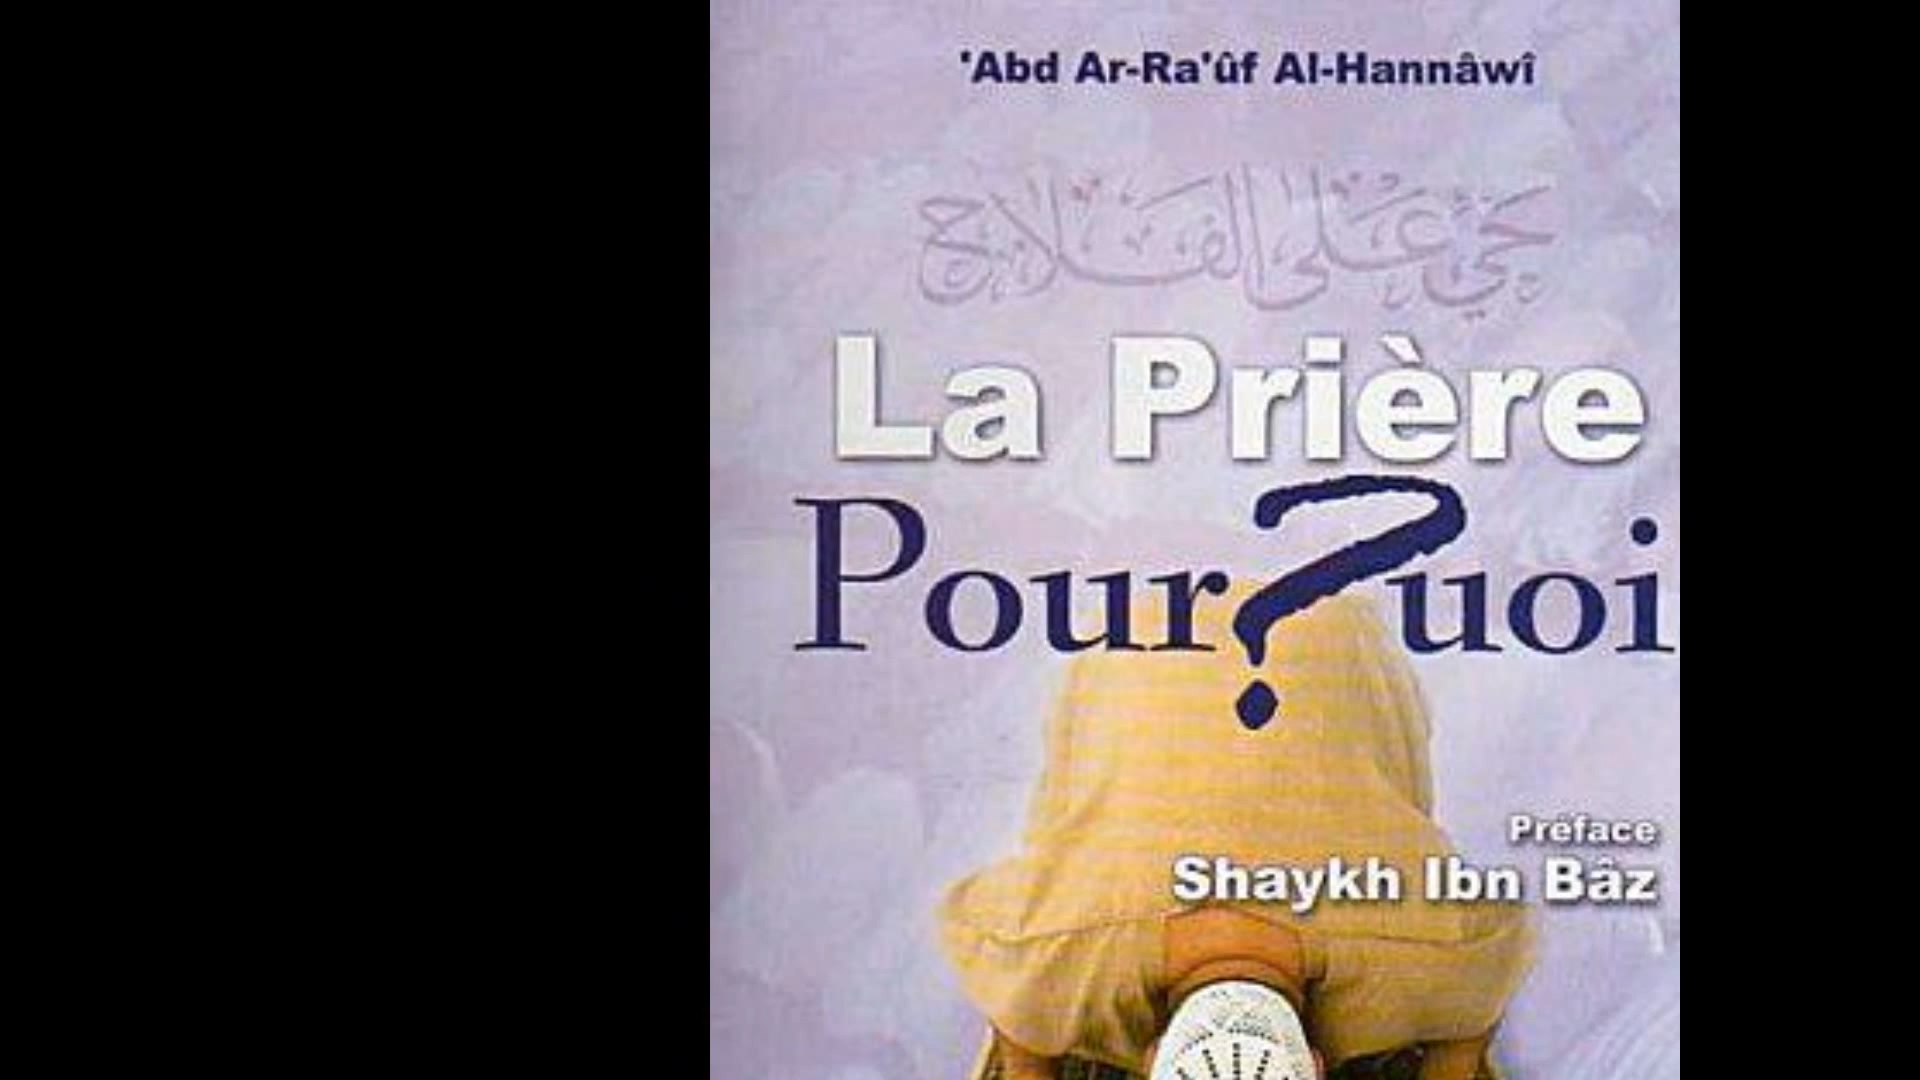 'Abd Ar-Ra'ûf Al-Hannâwî
حي على الفلاح
La Prière
Pour?uoi
Préface
Shaykh Ibn Bâz